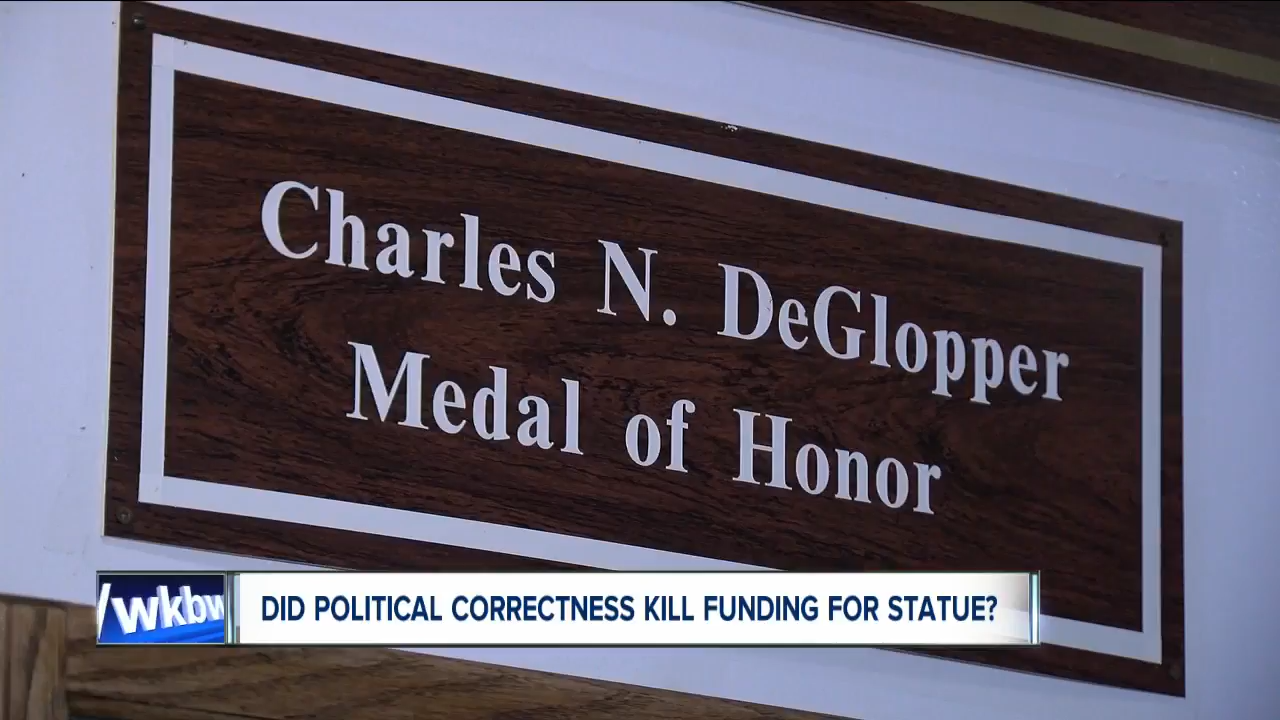 Charles N. DeGlopper
Medal of Honor
wkbw
DID POLITICAL CORRECTNESS KILL FUNDING FOR STATUE?